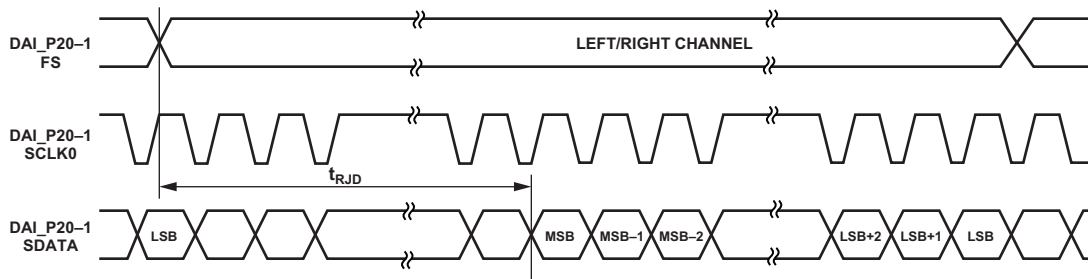 DAI_P20–1
FS
LEFT/RIGHT CHANNEL
DAI_P20–1
SCLK0
tRJD
DAI_P20–1
SDATA
LSB
MSB
MSB–1
MSB–2
LSB+2
LSB+1
LSB